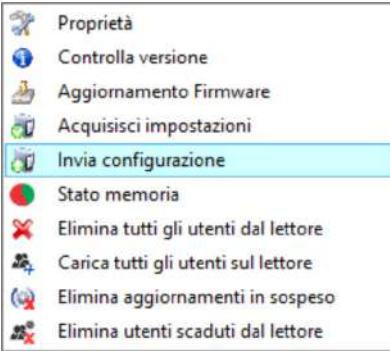 Proprietà
Controlla versione
Aggiornamento Firmware
Acquisisci impostazioni
Invia configurazione
Stato memoria
Elimina tutti gli utenti dal lettore
Carica tutti gli utenti sul lettore
Elimina aggiornamenti in sospeso
Elimina utenti scaduti dal lettore